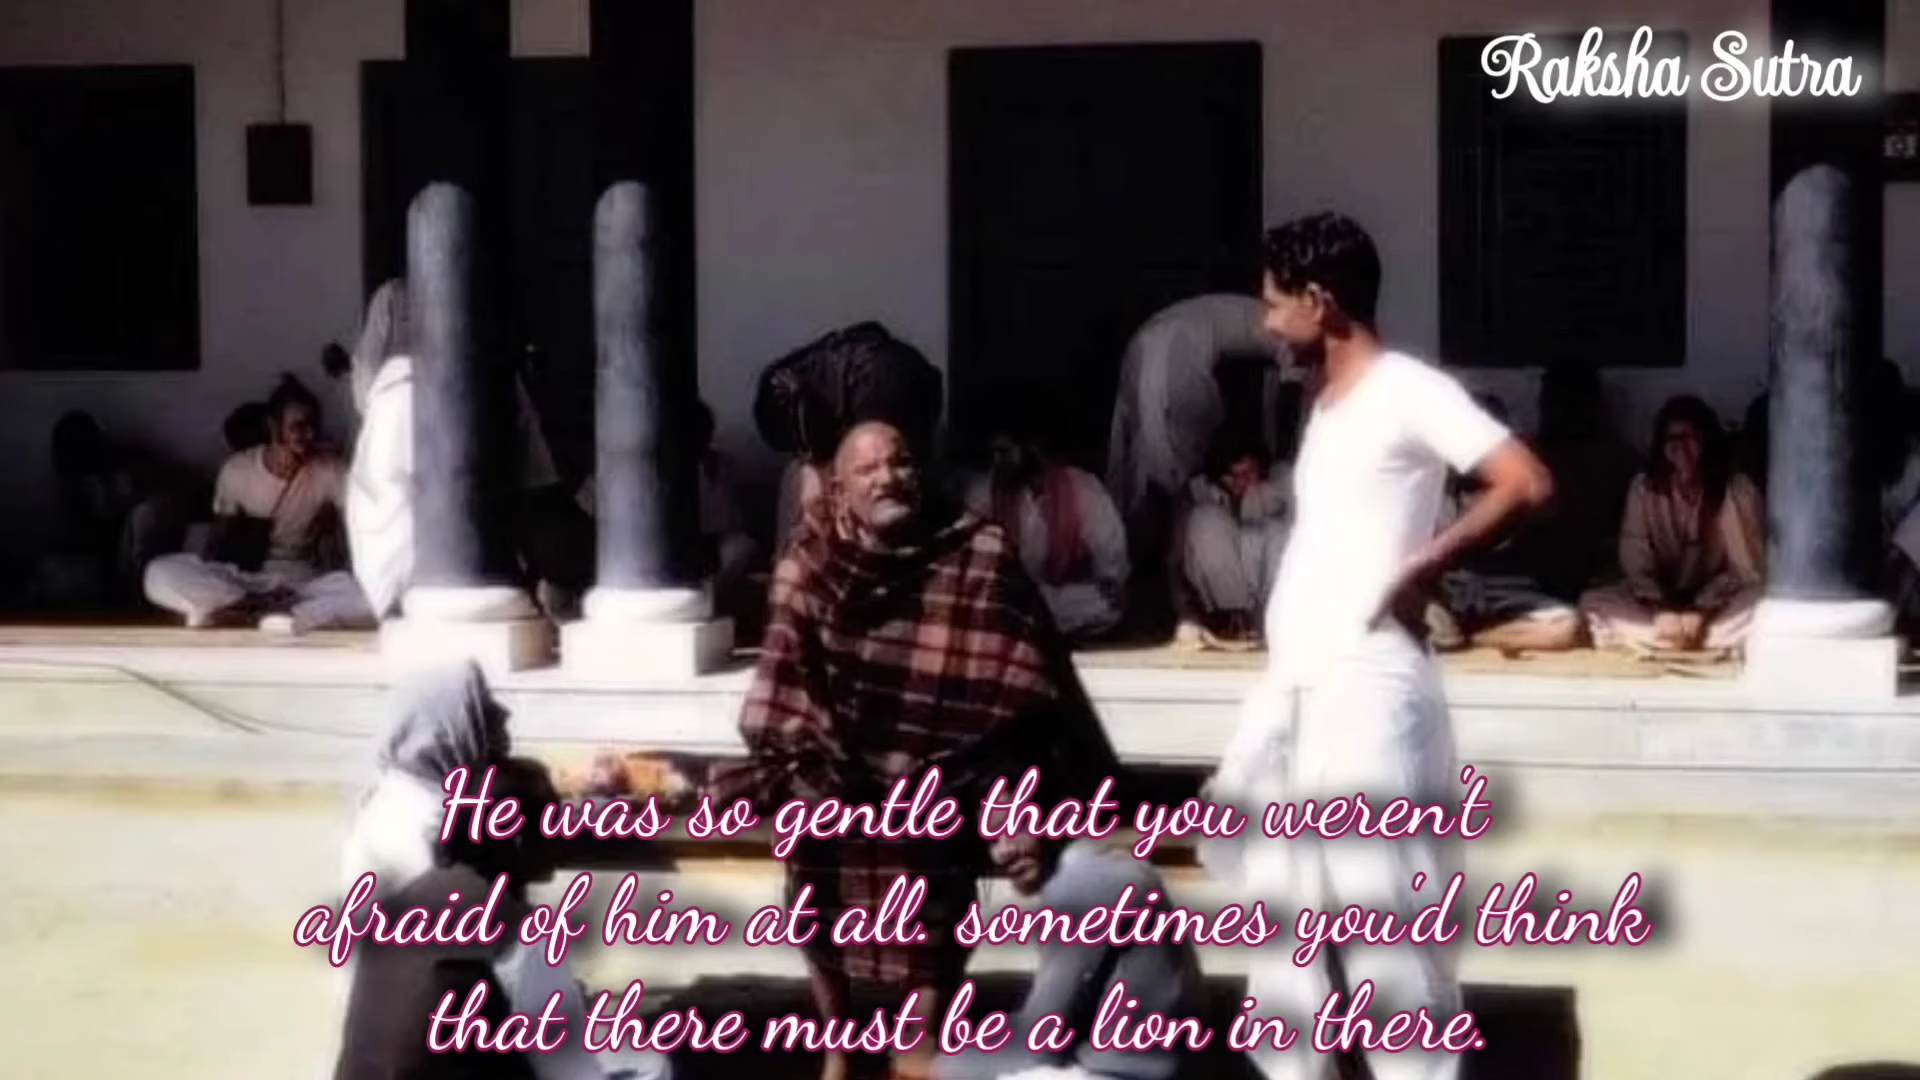 Raksha Sutra
He was so gentle that you weren't
afraid of him at all. sometimes you'd think
that there must be a lion in there.